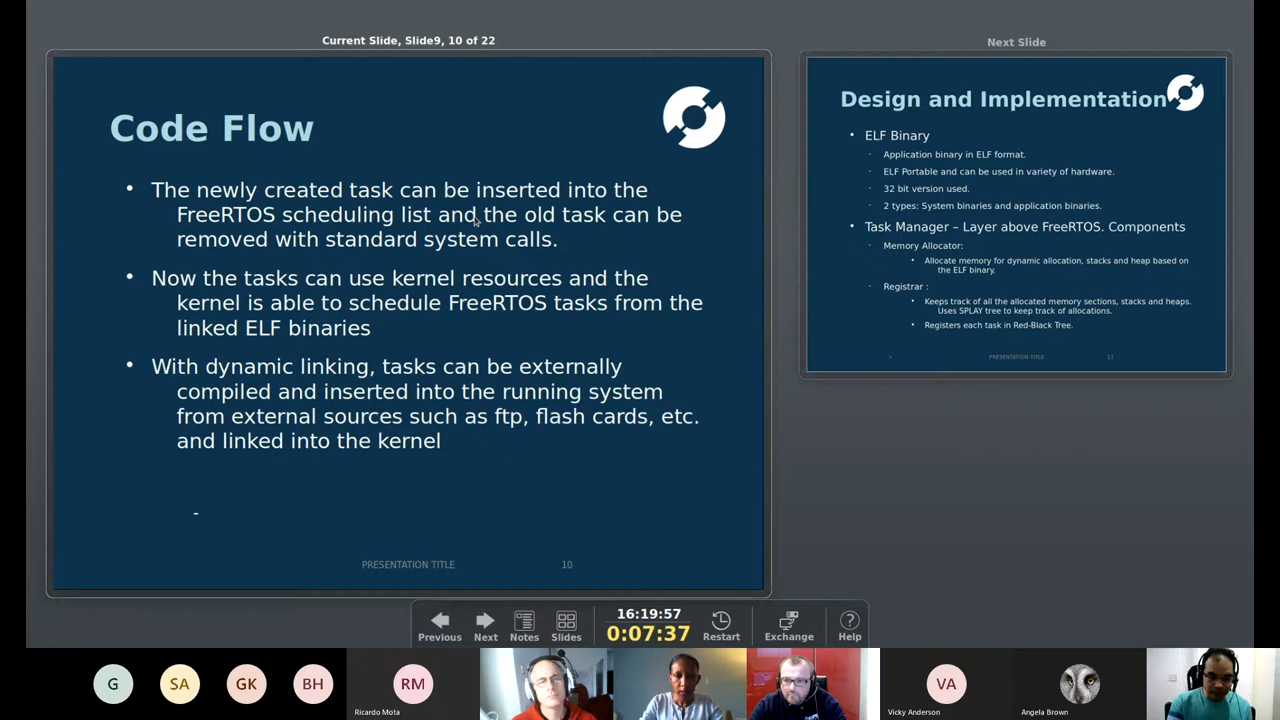 Current Slide, Slide9, 10 of 22
Code Flow
• The newly created task can be inserted into the
FreeRTOS scheduling list and the old task can be
removed with standard system calls.
• Now the tasks can use kernel resources and the
kernel is able to schedule FreeRTOS tasks from the
linked ELF binaries
• With dynamic linking, tasks can be externally
compiled and inserted into the running system
from external sources such as ftp, flash cards, etc.
and linked into the kernel
-
PRESENTATION TITLE 10
Next Slide
Design and Implementation
• ELF Binary
- Application binary in ELF format.
- ELF Portable and can be used in variety of hardware.
- 32 bit version used.
- 2 types: System binaries and application binaries.
• Task Manager – Layer above FreeRTOS. Components
- Memory Allocator:
• Allocate memory for dynamic allocation, stacks and heap based on
the ELF binary.
- Registrar :
• Keeps track of all the allocated memory sections, stacks and heaps.
Uses SPLAY tree to keep track of allocations.
• Registers each task in Red-Black Tree.
- PRESENTATION TITLE 11
Previous Next Notes Slides
16:19:57
0:07:37
Restart Exchange ? Help
G SA GK BH RM VA
Ricardo Mota Vicky Anderson Angela Brown